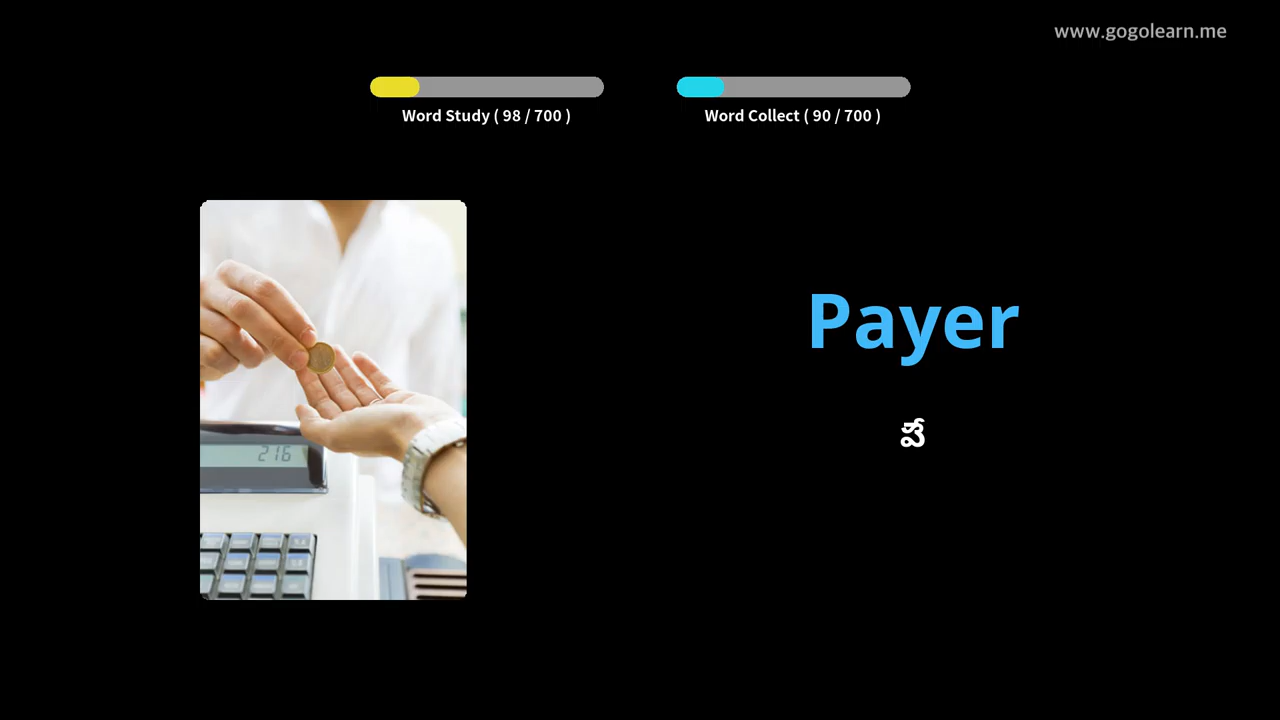 www.gogolearn.me
Word Study ( 98 / 700 )
Word Collect ( 90 / 700 )
Payer
పే
216